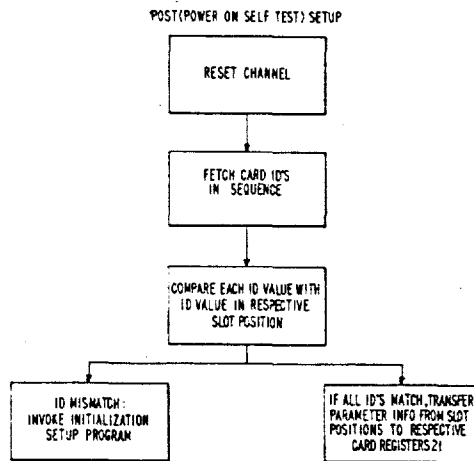 POST(POWER ON SELF TEST) SETUP
RESET CHANNEL
FETCH CARD ID'S
IN SEQUENCE
COMPARE EACH ID VALUE WITH
ID VALUE IN RESPECTIVE
SLOT POSITION
ID MISMATCH:
INVOKE INITIALIZATION
SETUP PROGRAM
IF ALL ID'S MATCH, TRANSFER
PARAMETER INFO FROM SLOT
POSITIONS TO RESPECTIVE
CARD REGISTERS 21